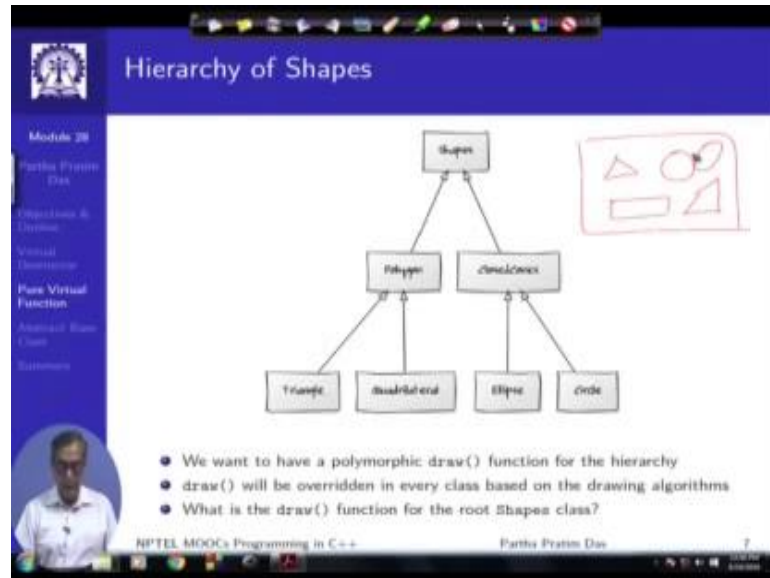 Hierarchy of Shapes
Module 28
Partha Pratim
Das
Objectives &
Outline
Virtual
Destructor
Pure Virtual
Function
Abstract Base
Class
Summary
Shapes
Polygon
ClosedConics
Triangle
Quadrilateral
Ellipse
Circle
We want to have a polymorphic draw() function for the hierarchy
draw() will be overridden in every class based on the drawing algorithms
What is the draw() function for the root Shapes class?
NPTEL MOOCs Programming in C++
Partha Pratim Das
7